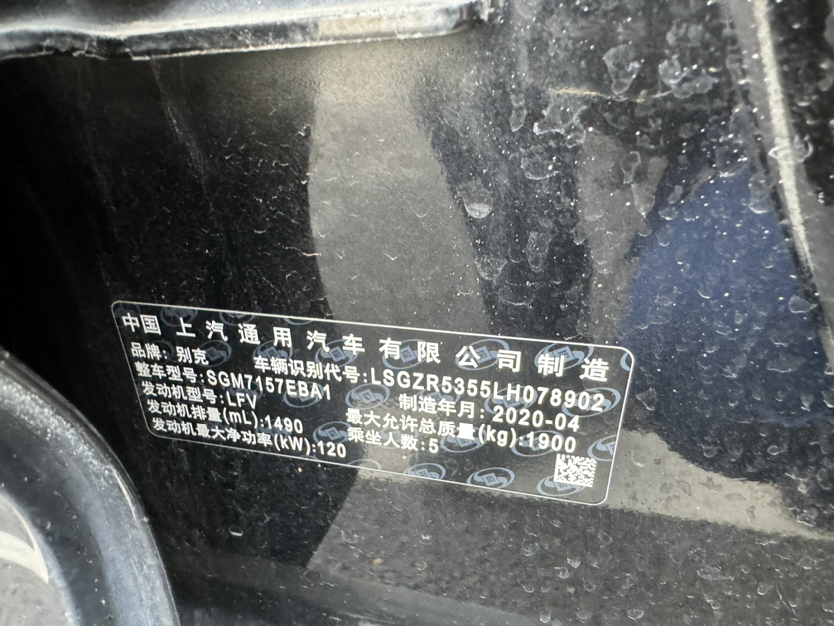 中国 上汽通用汽车有限公司 制造
品牌: 别克 车辆识别代号:LSGZR5355LH078902
整车型号:SGM7157EBA1 制造年月: 2020-04
发动机型号:LFV 最大允许总质量(kg):1900
发动机排量(mL):1490 乘坐人数:5
发动机最大净功率(kW):120